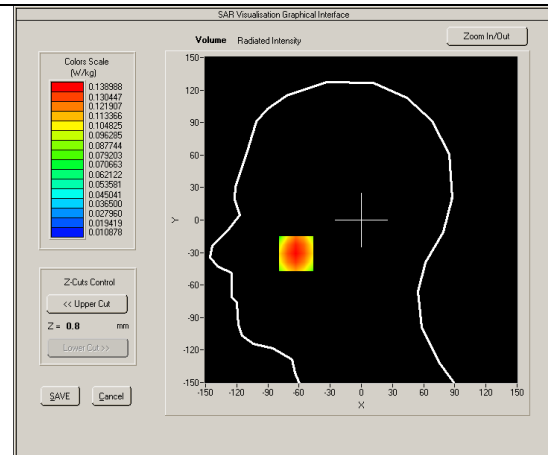 SAR Visualisation Graphical Interface
Volume Radiated Intensity
Zoom In/Out
Colors Scale
(W/kg)
0.138988
0.130447
0.121907
0.113366
0.104825
0.096285
0.087744
0.079203
0.070663
0.062122
0.053581
0.045041
0.036500
0.027960
0.019419
0.010878
Z-Cuts Control
<< Upper Cut
Z = 0.8 mm
Lower Cut >>
SAVE Cancel
150
120
90
60
30
0
-30
-60
-90
-120
-150
Y
-150 -120 -90 -60 -30 0 30 60 90 120 150
X